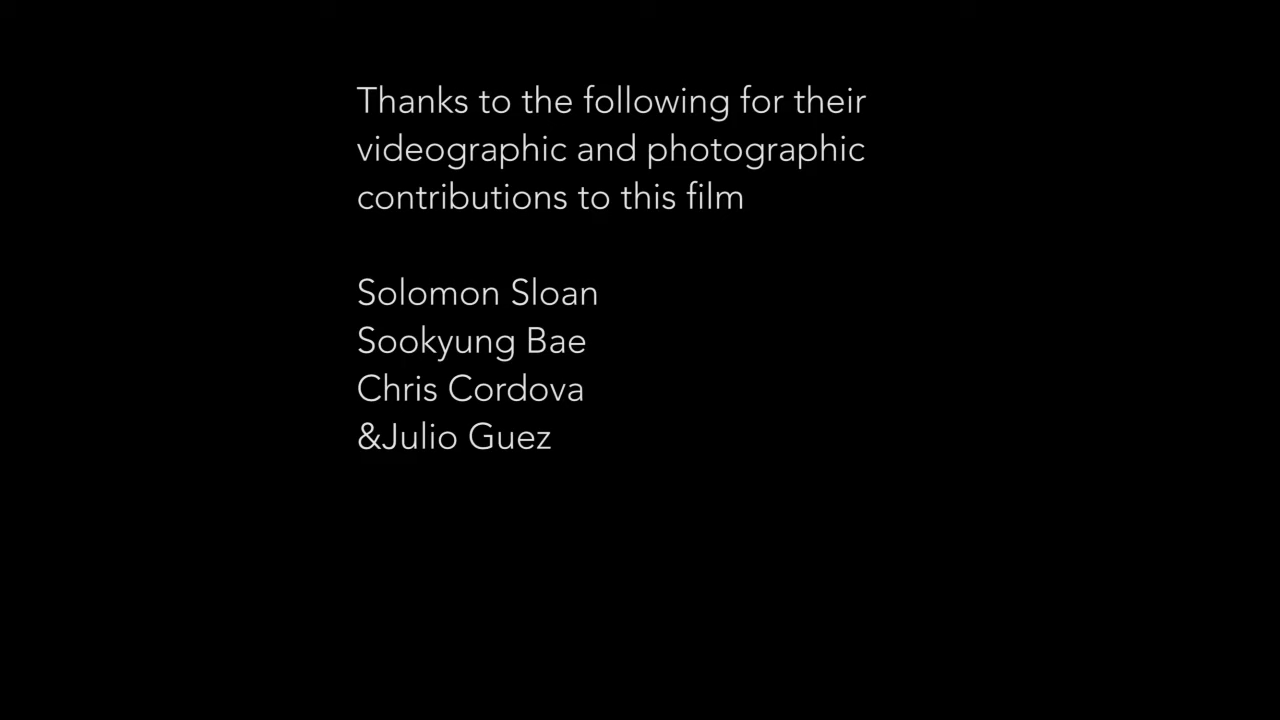 Thanks to the following for their
videographic and photographic
contributions to this film
Solomon Sloan
Sookyung Bae
Chris Cordova
&Julio Guez